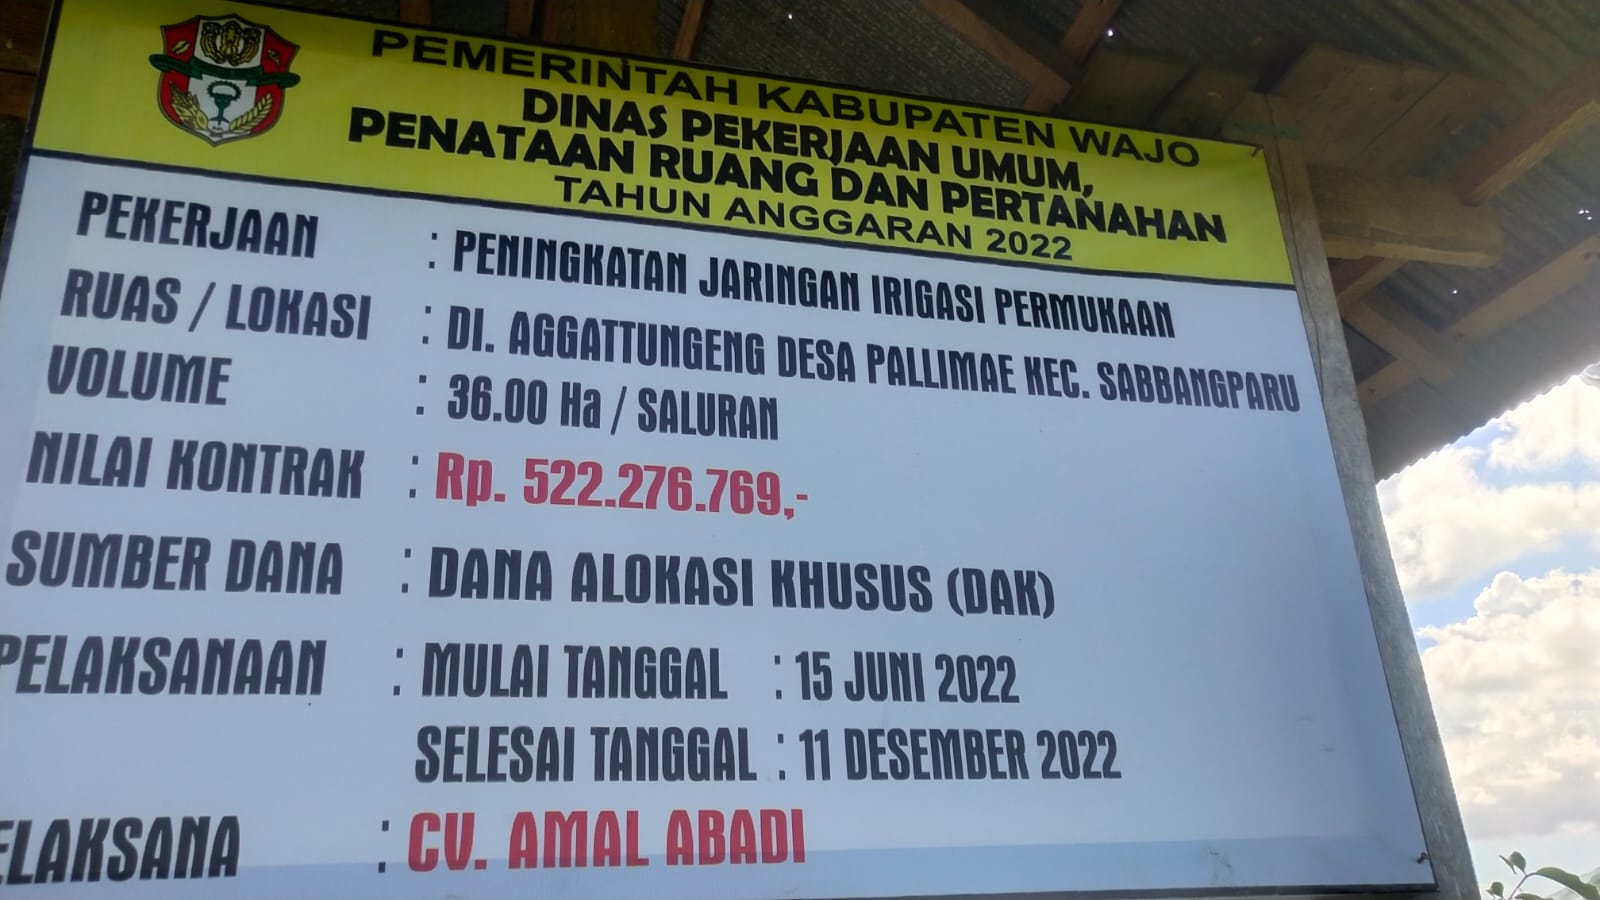 PEMERINTAH KABUPATEN WAJO
DINAS PEKERJAAN UMUM,
PENATAAN RUANG DAN PERTANAHAN
TAHUN ANGGARAN 2022
PEKERJAAN : PENINGKATAN JARINGAN IRIGASI PERMUKAAN
RUAS / LOKASI : DI. AGGATTUNGENG DESA PALLIMAE KEC. SABBANGPARU
VOLUME : 36.00 Ha / SALURAN
NILAI KONTRAK : Rp. 522.276.769,-
SUMBER DANA : DANA ALOKASI KHUSUS (DAK)
PELAKSANAAN : MULAI TANGGAL : 15 JUNI 2022
SELESAI TANGGAL : 11 DESEMBER 2022
ELAKSANA : CV. AMAL ABADI